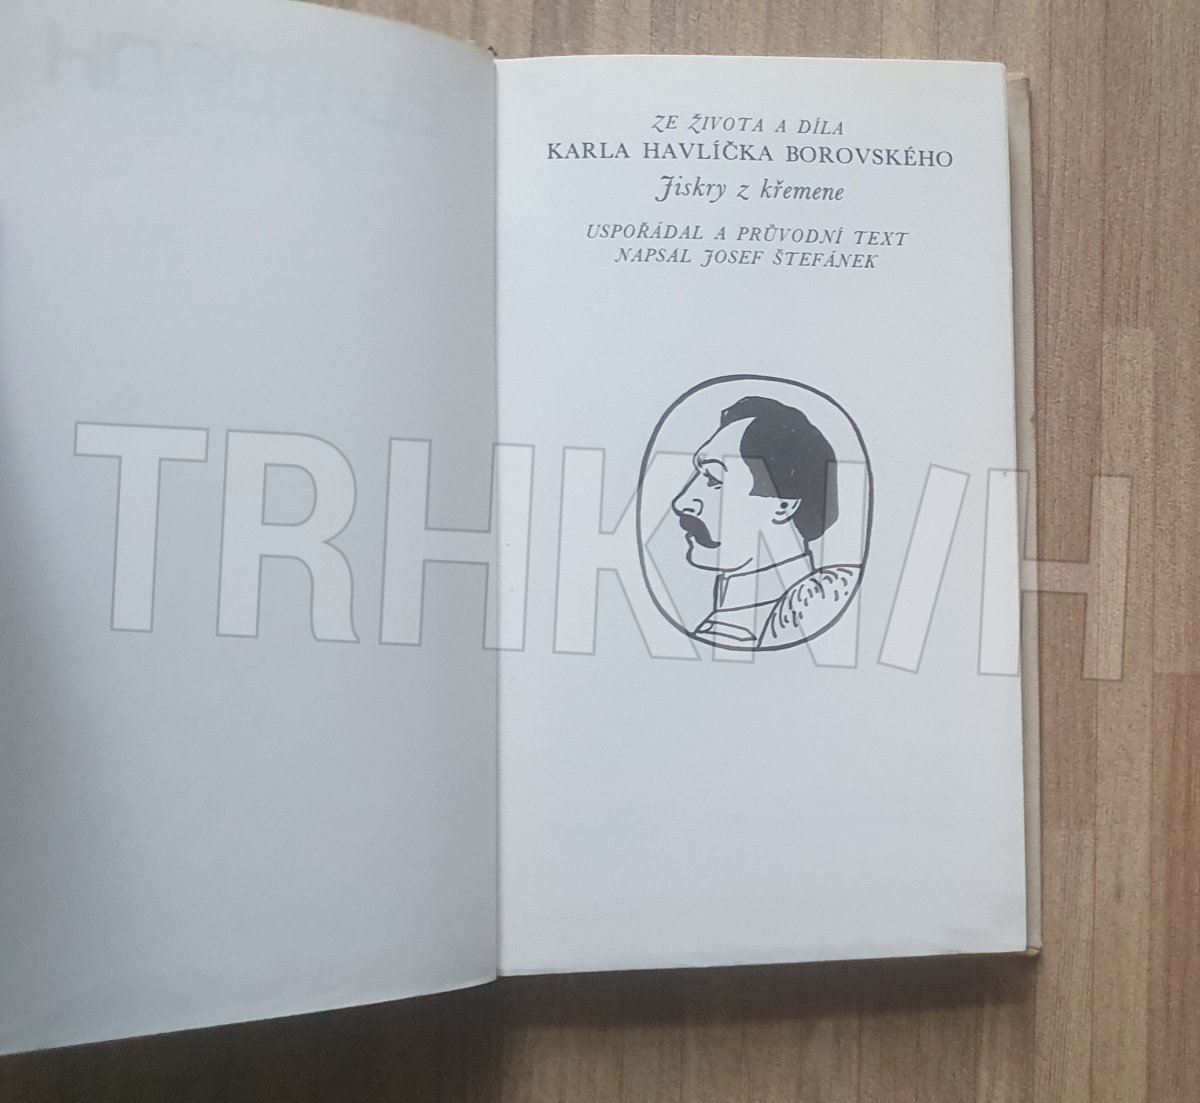 ZE ŽIVOTA A DÍLA
KARLA HAVLÍČKA BOROVSKÉHO
Jiskry z křemene
USPOŘÁDAL A PRŮVODNÍ TEXT
NAPSAL JOSEF ŠTEFÁNEK
TRHKNIH